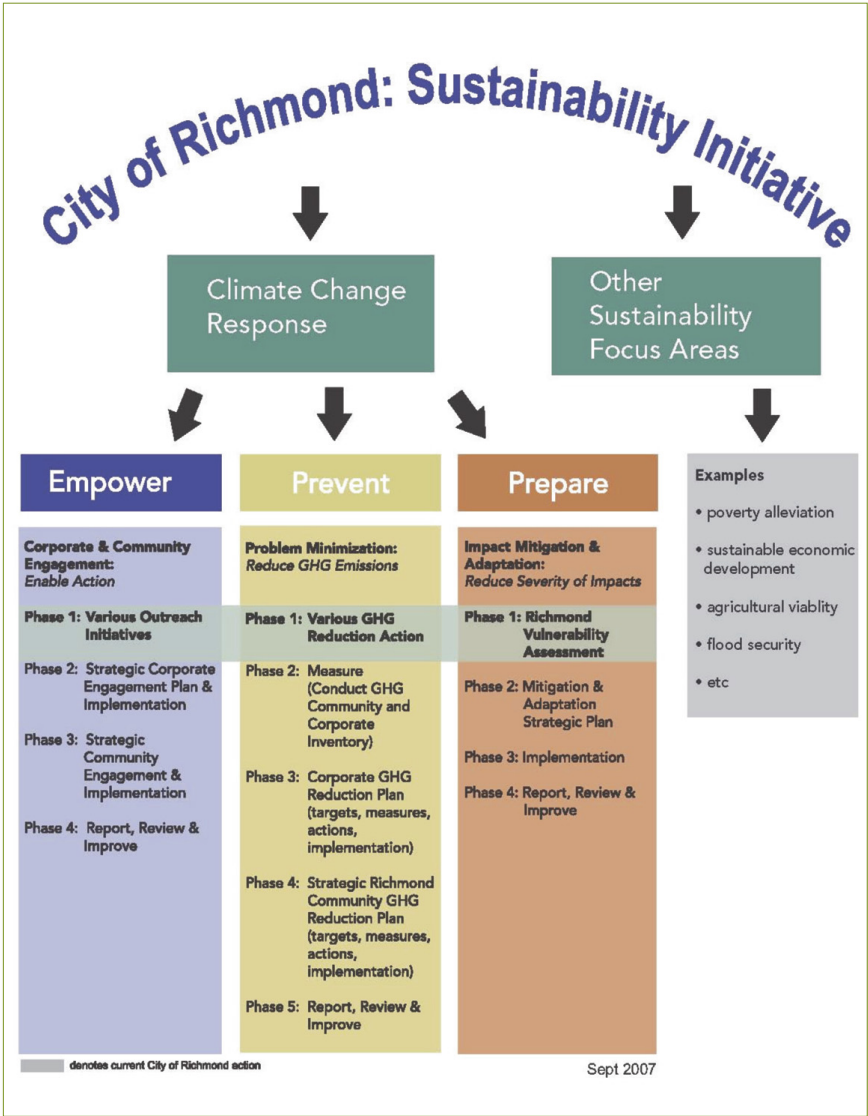 City of Richmond: Sustainability Initiative
Climate Change
Response
Other
Sustainability
Focus Areas
Empower
Corporate & Community
Engagement:
Enable Action
Phase 1: Various Outreach
Initiatives
Phase 2: Strategic Corporate
Engagement Plan &
Implementation
Phase 3: Strategic
Community
Engagement &
Implementation
Phase 4: Report, Review &
Improve
Prevent
Problem Minimization:
Reduce GHG Emissions
Phase 1: Various GHG
Reduction Action
Phase 2: Measure
(Conduct GHG
Community and
Corporate
Inventory)
Phase 3: Corporate GHG
Reduction Plan
(targets, measures,
actions,
implementation)
Phase 4: Strategic Richmond
Community GHG
Reduction Plan
(targets, measures,
actions,
implementation)
Phase 5: Report, Review &
Improve
Prepare
Impact Mitigation &
Adaptation:
Reduce Severity of Impacts
Phase 1: Richmond
Vulnerability
Assessment
Phase 2: Mitigation &
Adaptation
Strategic Plan
Phase 3: Implementation
Phase 4: Report, Review &
Improve
Examples
• poverty alleviation
• sustainable economic
development
• agricultural viablity
• flood security
• etc
denotes current City of Richmond action
Sept 2007